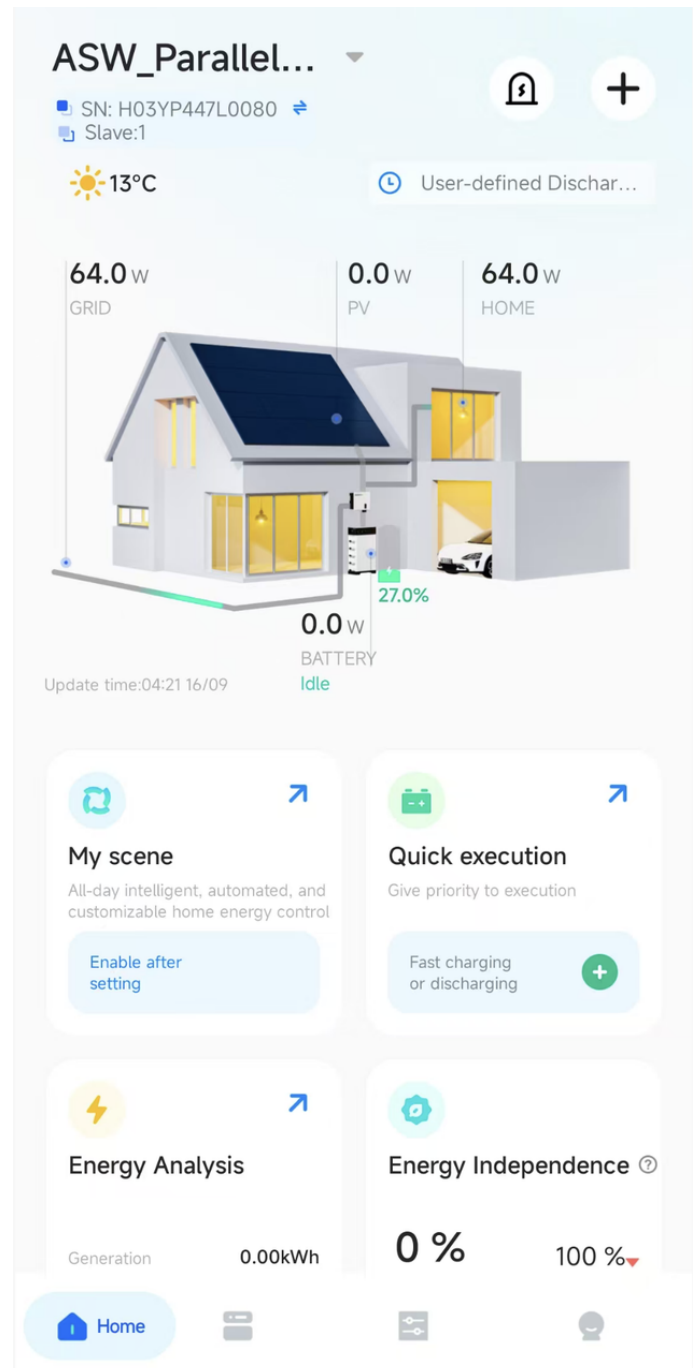 ASW_Parallel...
SN: H03YP447L0080
Slave:1
13°C
User-defined Dischar...
64.0 W
GRID
0.0 W
PV
64.0 W
HOME
27.0%
0.0 W
BATTERY
Idle
Update time:04:21 16/09
My scene
All-day intelligent, automated, and
customizable home energy control
Enable after
setting
Quick execution
Give priority to execution
Fast charging
or discharging
Energy Analysis
Generation
0.00kWh
Energy Independence
0 %
100 %
Home